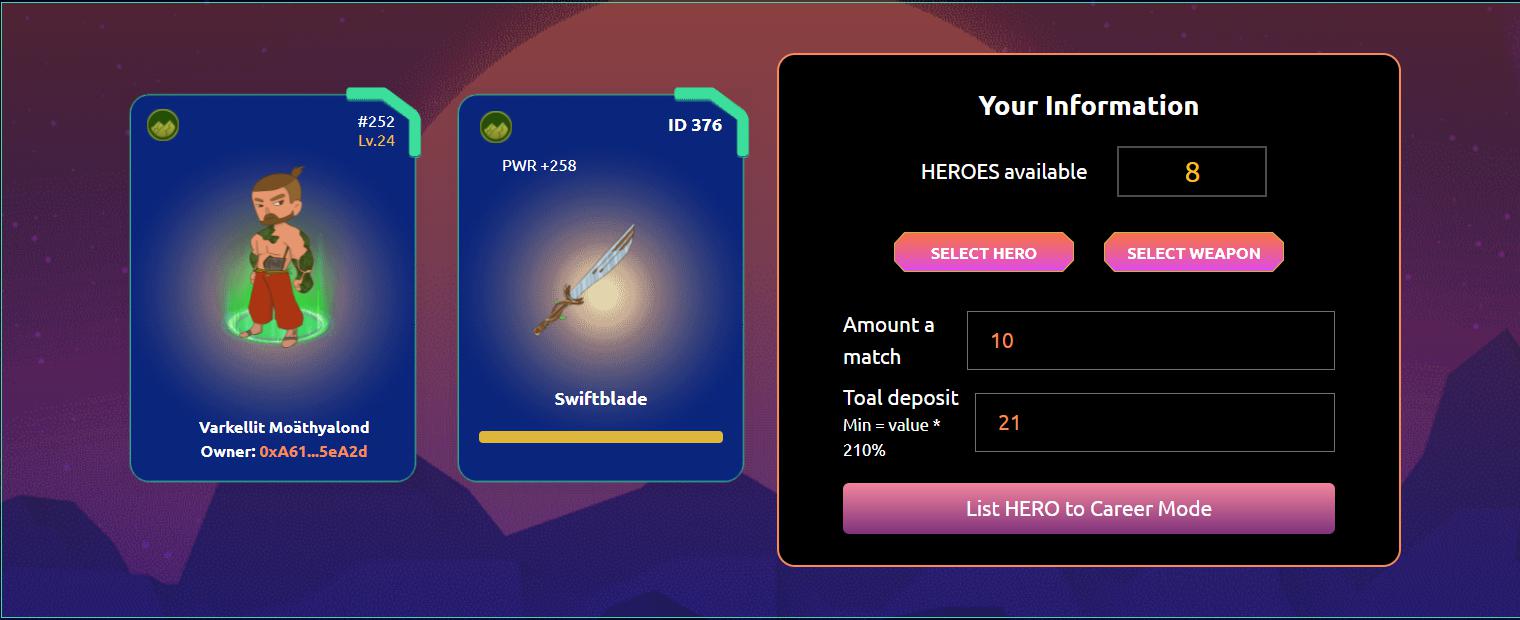 #252
Lv.24
Varkellit Moäthyalond
Owner: 0xA61...5eA2d
ID 376
PWR +258
Swiftblade
Your Information
HEROES available
8
SELECT HERO
SELECT WEAPON
Amount a
match
10
Toal deposit
Min = value *
210%
21
List HERO to Career Mode